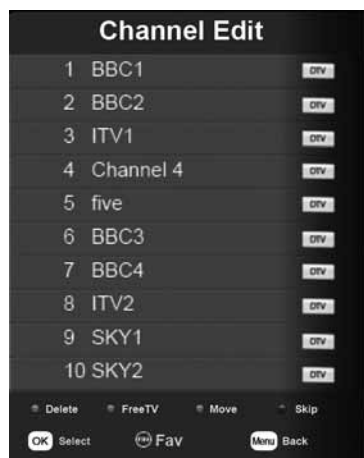 Channel Edit
1 BBC1 DTV
2 BBC2 DTV
3 ITV1 DTV
4 Channel 4 DTV
5 five DTV
6 BBC3 DTV
7 BBC4 DTV
8 ITV2 DTV
9 SKY1 DTV
10 SKY2 DTV
Delete FreeTV Move Skip
OK Select FAV Fav Menu Back